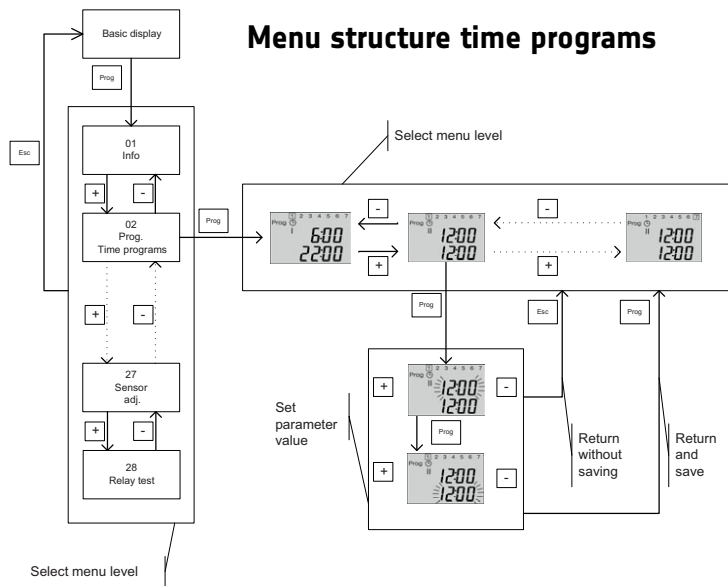 Menu structure time programs
Basic display
Prog
Esc
01
Info
+
-
02
Prog.
Time programs
+
-
27
Sensor
adj.
+
-
28
Relay test
Select menu level
Prog
Select menu level
1 2 3 4 5 6 7
Prog
I
6:00
22:00
-
+
1 2 3 4 5 6 7
Prog
II
12:00
12:00
-
+
1 2 3 4 5 6 7
Prog
II
12:00
12:00
Prog
Esc
Prog
Set
parameter
value
+
1 2 3 4 5 6 7
Prog
II
12:00
12:00
-
Prog
+
1 2 3 4 5 6 7
Prog
II
12:00
12:00
-
Return
without
saving
Return
and
save